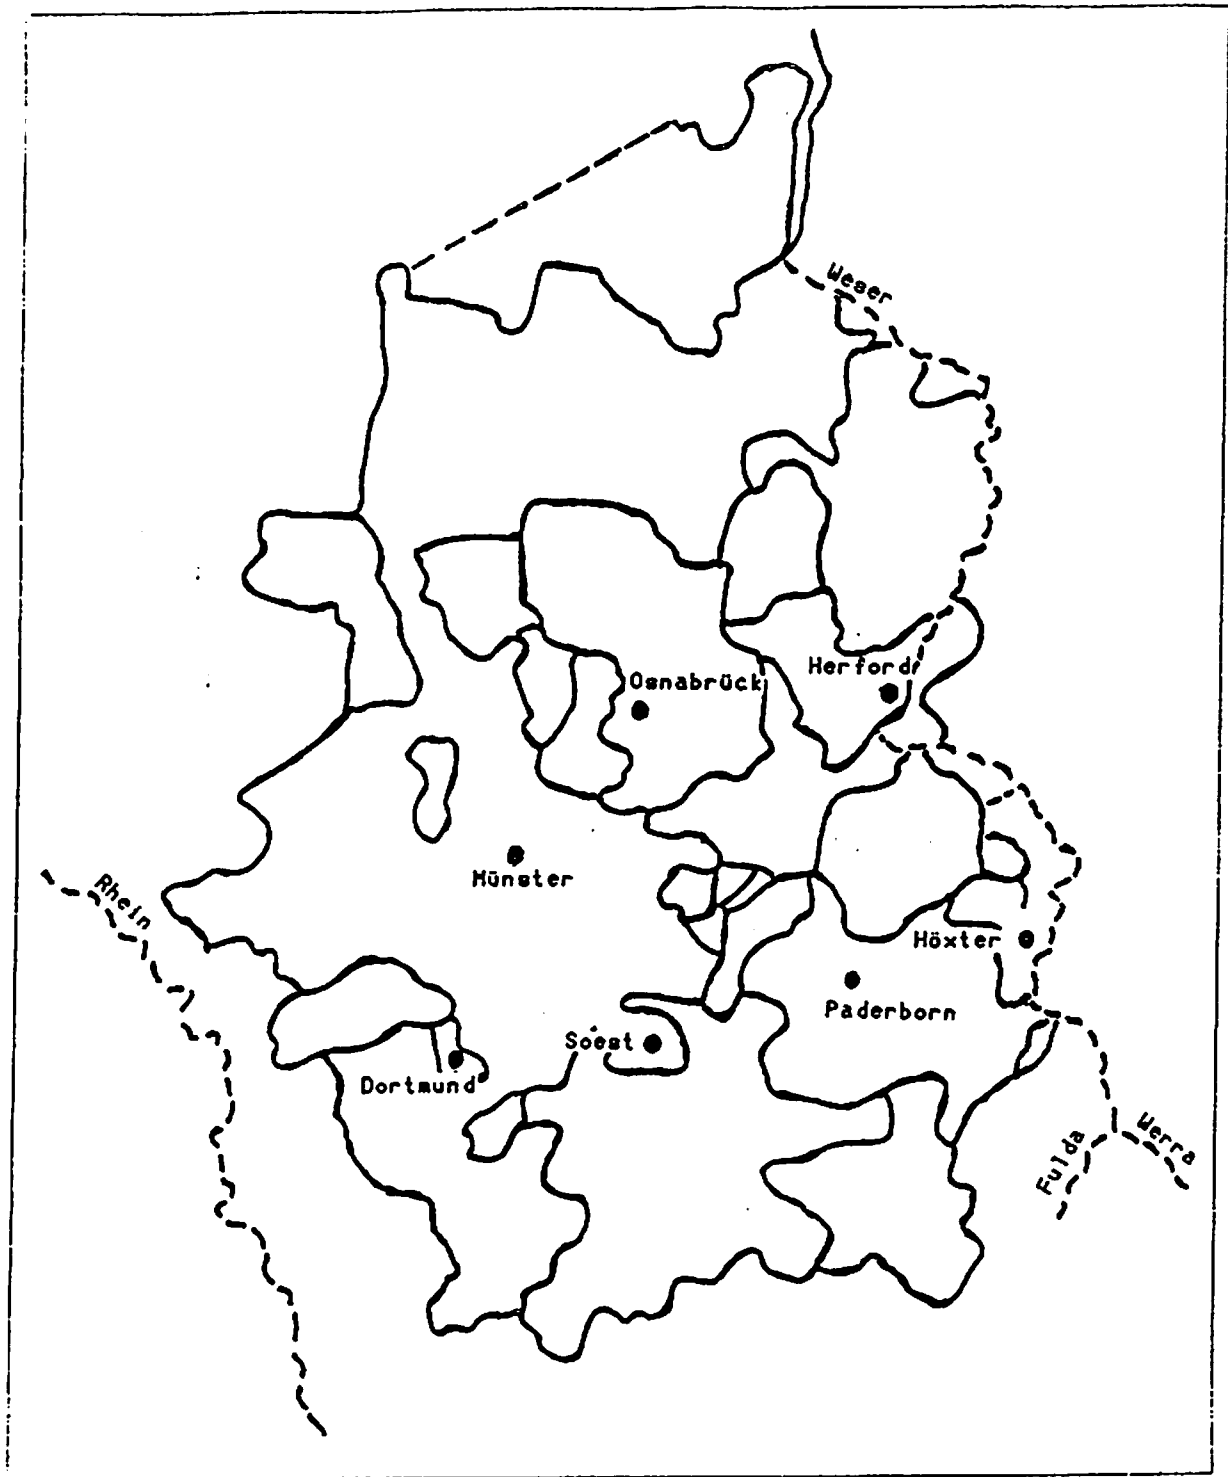 Weser
Herford
Osnabrück
Münster
Rhein
Höxter
Paderborn
Soest
Dortmund
Fulda
Werra